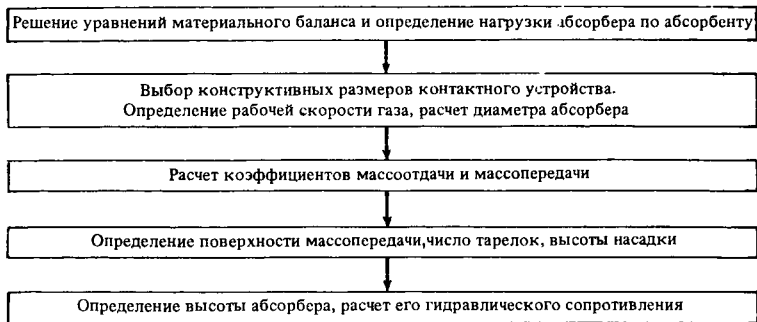 Решение уравнений материального баланса и определение нагрузки абсорбера по абсорбенту
Выбор конструктивных размеров контактного устройства.
Определение рабочей скорости газа, расчет диаметра абсорбера
Расчет коэффициентов массоотдачи и массопередачи
Определение поверхности массопередачи,число тарелок, высоты насадки
Определение высоты абсорбера, расчет его гидравлического сопротивления